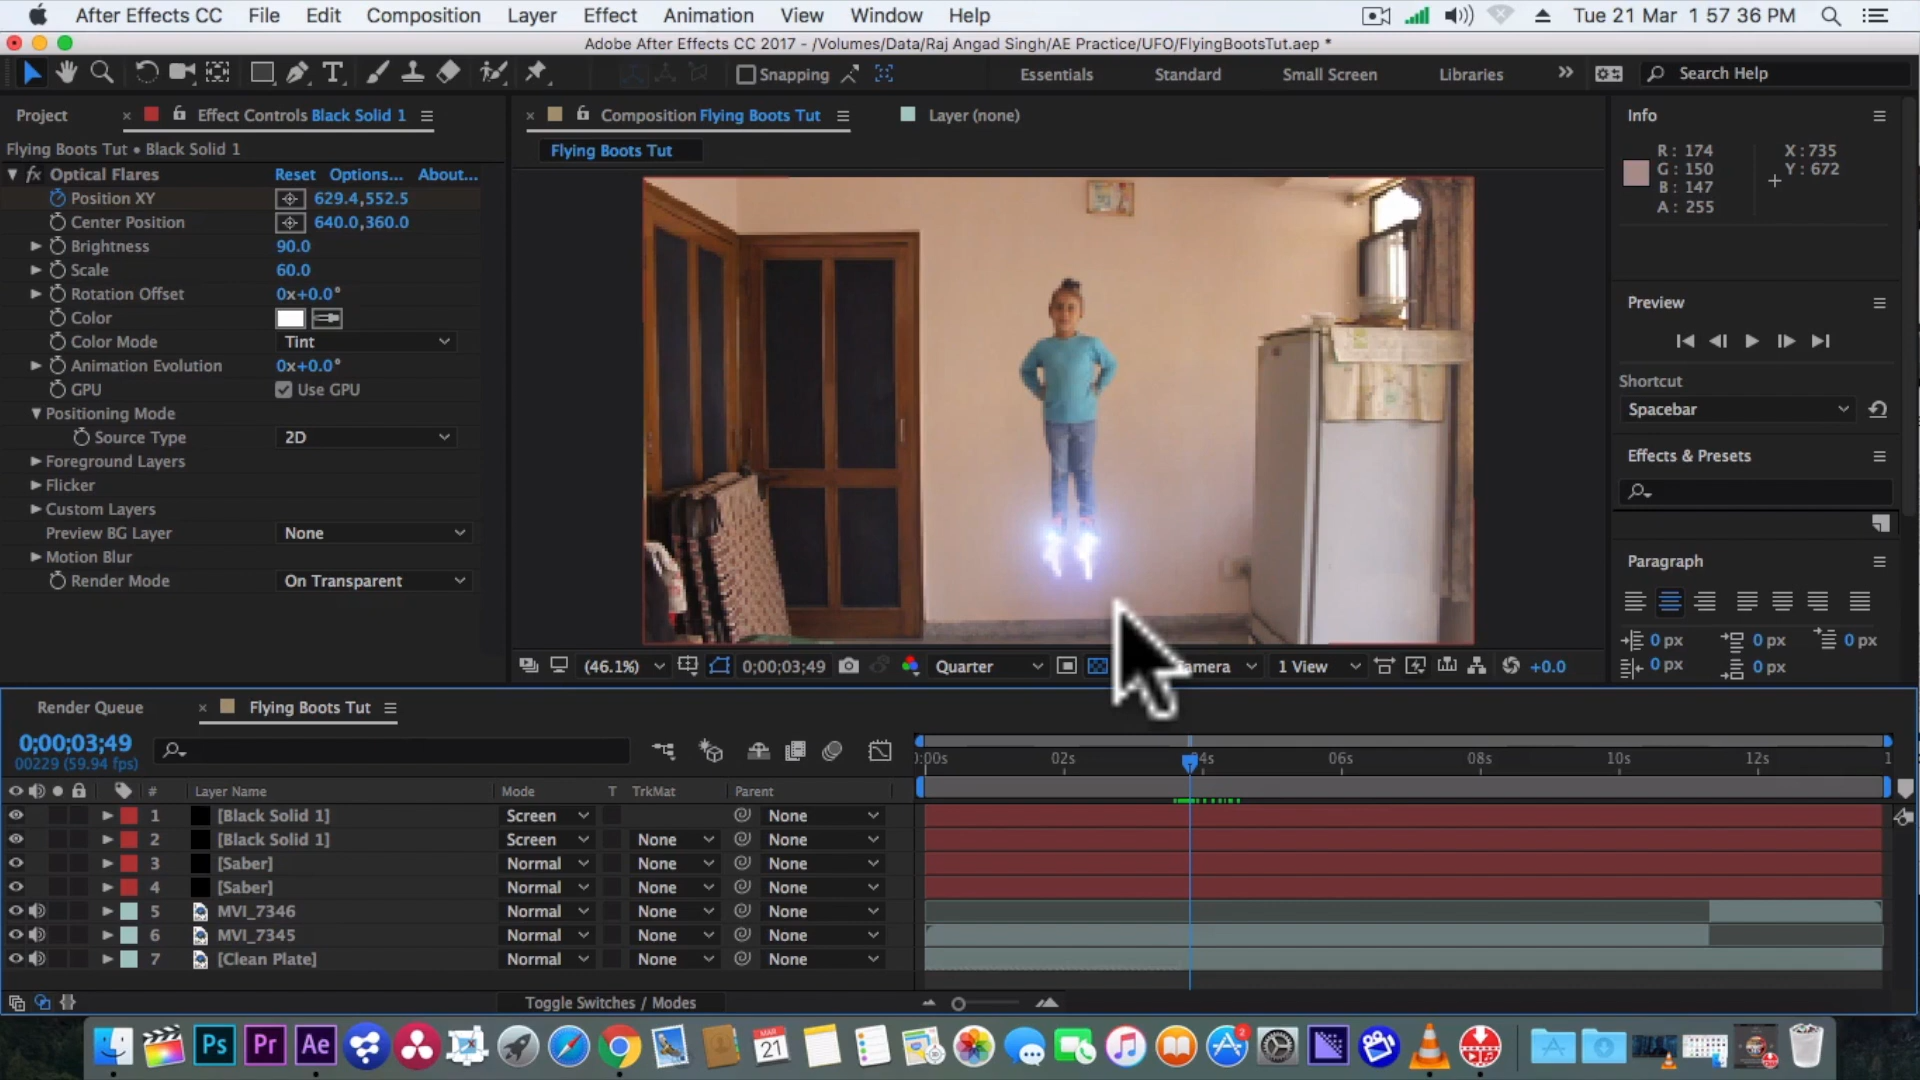 After Effects CC File Edit Composition Layer Effect Animation View Window Help Tue 21 Mar 1 57 36 PM
Adobe After Effects CC 2017 - /Volumes/Data/Raj Angad Singh/AE Practice/UFO/FlyingBootsTut.aep *
T Snapping Essentials Standard Small Screen Libraries Search Help
Project
Effect Controls Black Solid 1
Flying Boots Tut • Black Solid 1
fx Optical Flares Reset Options... About...
Position XY 629.4,552.5
Center Position 640.0,360.0
Brightness 90.0
Scale 60.0
Rotation Offset 0x+0.0°
Color
Color Mode Tint
Animation Evolution 0x+0.0°
GPU Use GPU
Positioning Mode
Source Type 2D
Foreground Layers
Flicker
Custom Layers
Preview BG Layer None
Motion Blur
Render Mode On Transparent
Composition Flying Boots Tut Layer (none)
Flying Boots Tut
(46.1%) 0;00;03;49 Quarter amera 1 View +0.0
Info
R: 174 X: 735
G: 150 Y: 672
B: 147
A: 255
Preview
Shortcut
Spacebar
Effects & Presets
Paragraph
0 px 0 px 0 px
0 px 0 px
Render Queue Flying Boots Tut
0;00;03;49
00229 (59.94 fps)
:00s 02s 4s 06s 08s 10s 12s 1
# Layer Name Mode T TrkMat Parent
1 [Black Solid 1] Screen None
2 [Black Solid 1] Screen None None
3 [Saber] Normal None None
4 [Saber] Normal None None
5 MVI_7346 Normal None None
6 MVI_7345 Normal None None
7 [Clean Plate] Normal None None
Toggle Switches / Modes
Ps Pr Ae MAR 21 2